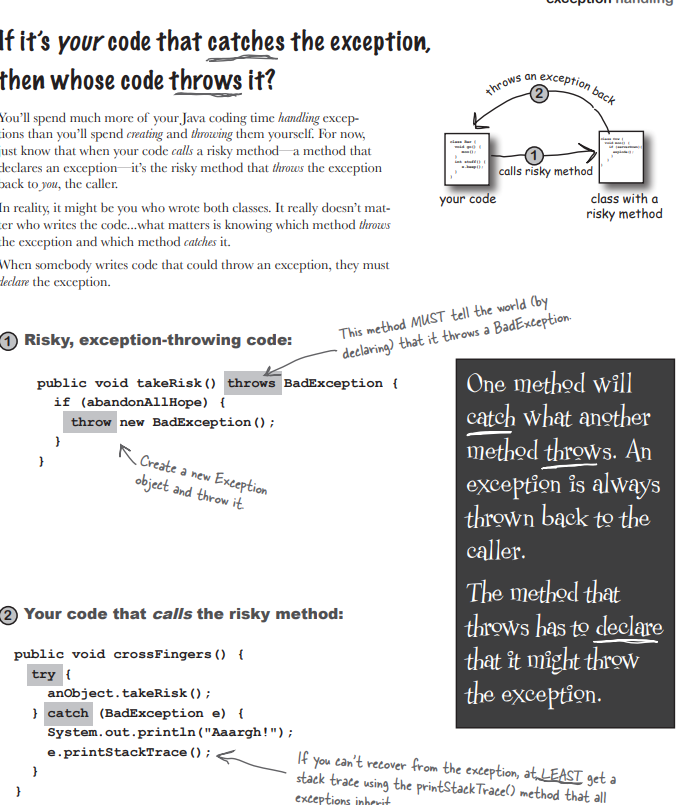 exception handling
If it's your code that catches the exception,
then whose code throws it?
You'll spend much more of your Java coding time handling excep-
tions than you'll spend creating and throwing them yourself. For now,
just know that when your code calls a risky method—a method that
declares an exception—it's the risky method that throws the exception
back to you, the caller.
In reality, it might be you who wrote both classes. It really doesn't mat-
ter who writes the code...what matters is knowing which method throws
the exception and which method catches it.
When somebody writes code that could throw an exception, they must
declare the exception.
throws an exception back
2
1
calls risky method
your code
class with a
risky method
1 Risky, exception-throwing code:
This method MUST tell the world (by
declaring) that it throws a BadException.
public void takeRisk() throws BadException {
if (abandonAllHope) {
throw new BadException();
}
}
Create a new Exception
object and throw it.
One method will
catch what another
method throws. An
exception is always
thrown back to the
caller.
The method that
throws has to declare
that it might throw
the exception.
2 Your code that calls the risky method:
public void crossFingers() {
try {
anObject.takeRisk();
} catch (BadException e) {
System.out.println("Aaargh!");
e.printStackTrace();
}
}
If you can't recover from the exception, at LEAST get a
stack trace using the printStackTrace() method that all
exceptions inherit.